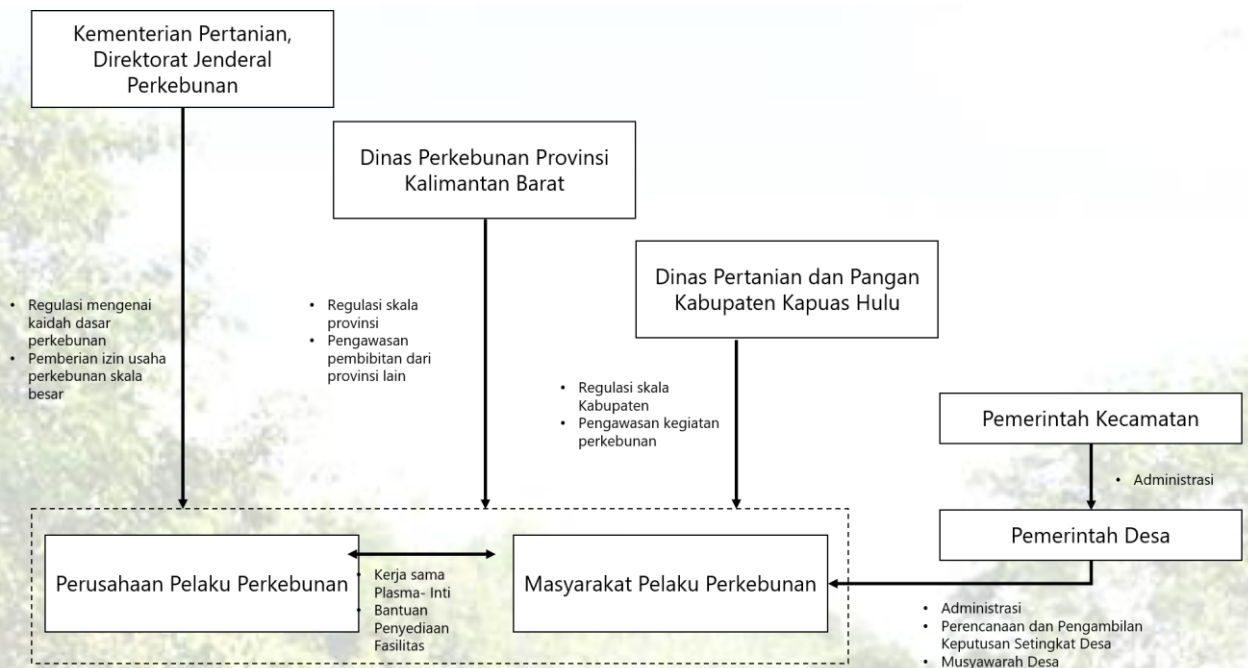 Kementerian Pertanian,
Direktorat Jenderal
Perkebunan
Dinas Perkebunan Provinsi
Kalimantan Barat
Dinas Pertanian dan Pangan
Kabupaten Kapuas Hulu
• Regulasi mengenai
kaidah dasar
perkebunan
• Pemberian izin usaha
perkebunan skala
besar
• Regulasi skala
provinsi
• Pengawasan
pembibitan dari
provinsi lain
• Regulasi skala
Kabupaten
• Pengawasan kegiatan
perkebunan
Pemerintah Kecamatan
• Administrasi
Pemerintah Desa
Perusahaan Pelaku Perkebunan
• Kerja sama
Plasma- Inti
• Bantuan
Penyediaan
Fasilitas
Masyarakat Pelaku Perkebunan
• Administrasi
• Perencanaan dan Pengambilan
Keputusan Setingkat Desa
• Musyawarah Desa